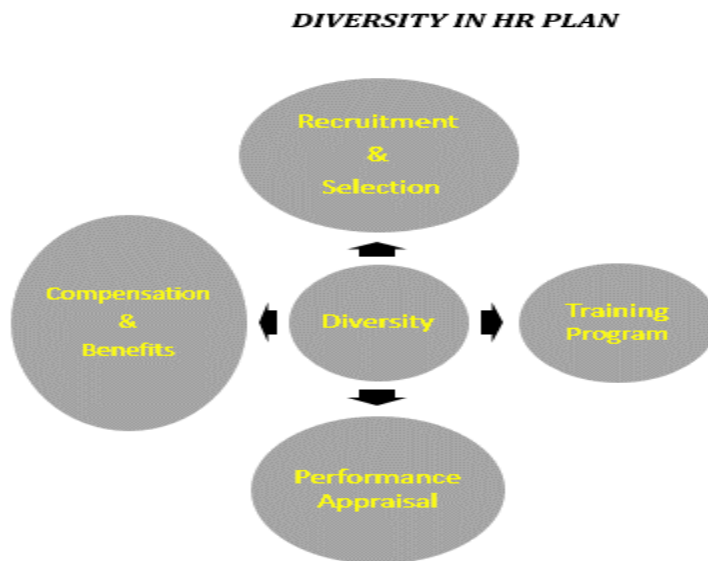 DIVERSITY IN HR PLAN
Recruitment
&
Selection
Compensation
&
Benefits
Diversity
Training
Program
Performance
Appraisal